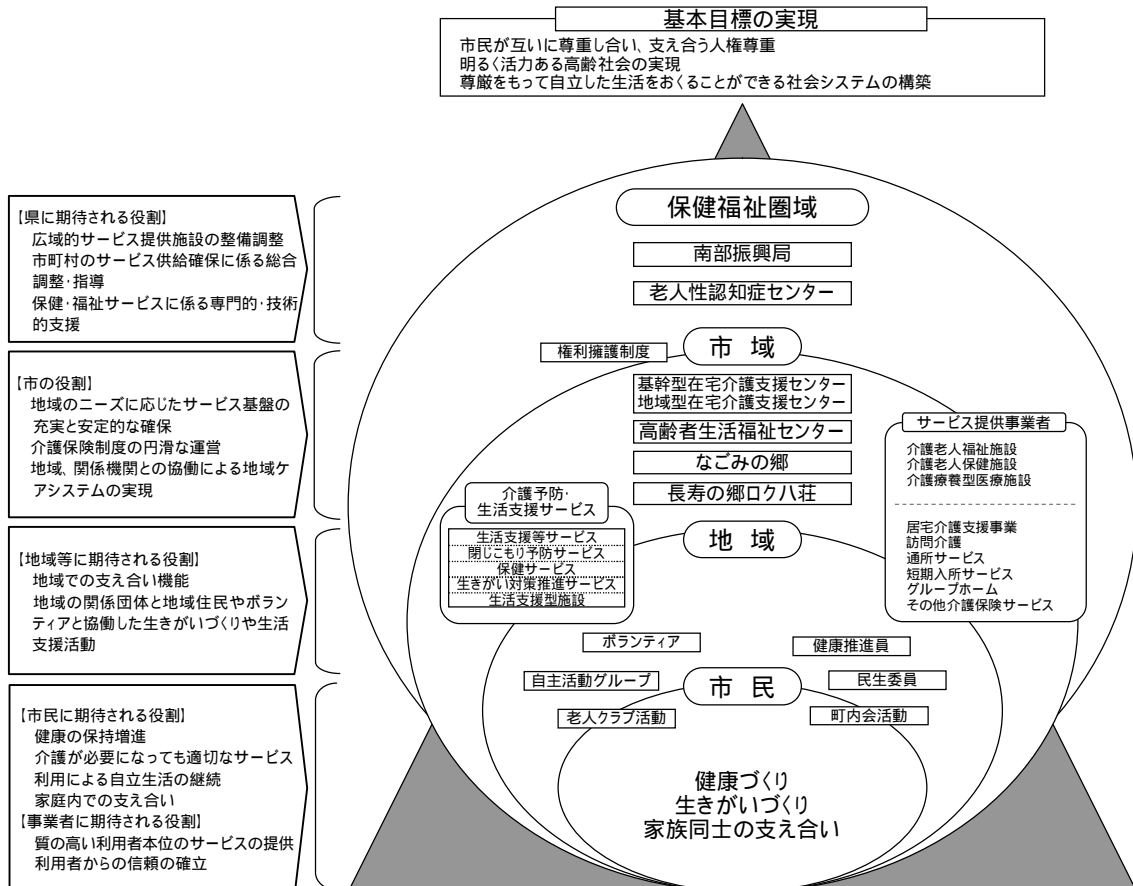 基本目標の実現
市民が互いに尊重し合い、支え合う人権尊重
明るく活力ある高齢社会の実現
尊厳をもって自立した生活をおくることができる社会システムの構築
【県に期待される役割】
広域的サービス提供施設の整備調整
市町村のサービス供給確保に係る総合
調整・指導
保健・福祉サービスに係る専門的・技術
的支援
【市の役割】
地域のニーズに応じたサービス基盤の
充実と安定的な確保
介護保険制度の円滑な運営
地域、関係機関との協働による地域ケ
アシステムの実現
【地域等に期待される役割】
地域での支え合い機能
地域の関係団体と地域住民やボラン
ティアと協働した生きがいづくりや生活
支援活動
【市民に期待される役割】
健康の保持増進
介護が必要になっても適切なサービス
利用による自立生活の継続
家庭内での支え合い
【事業者に期待される役割】
質の高い利用者本位のサービスの提供
利用者からの信頼の確立
保健福祉圏域
南部振興局
老人性認知症センター
権利擁護制度
市 域
基幹型在宅介護支援センター
地域型在宅介護支援センター
高齢者生活福祉センター
なごみの郷
長寿の郷ロクハ荘
サービス提供事業者
介護老人福祉施設
介護老人保健施設
介護療養型医療施設
居宅介護支援事業
訪問介護
通所サービス
短期入所サービス
グループホーム
その他介護保険サービス
介護予防・
生活支援サービス
生活支援等サービス
閉じこもり予防サービス
保健サービス
生きがい対策推進サービス
生活支援型施設
地 域
ボランティア
健康推進員
自主活動グループ
民生委員
老人クラブ活動
町内会活動
市 民
健康づくり
生きがいづくり
家族同士の支え合い